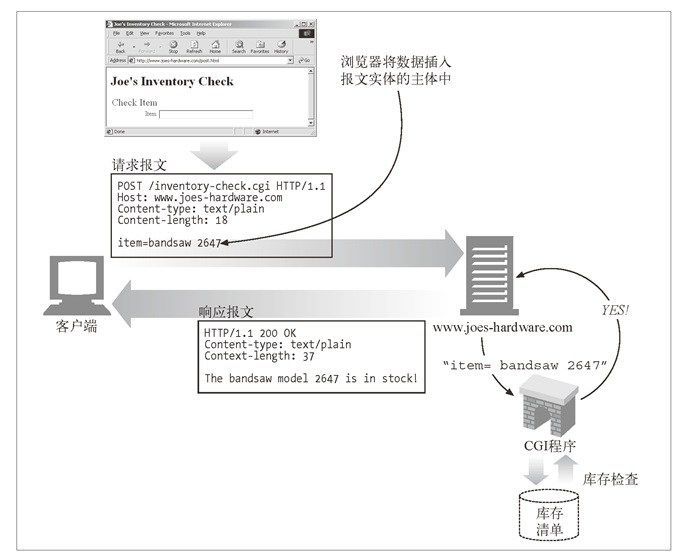 Joe's Inventory Check - Microsoft Internet Explorer
File Edit View Favorites Tools Help
Back Forward Stop Refresh Home Search Favorites History
Address http://www.joes-hardware.com/post.html Go
Joe's Inventory Check
Check Item
Item
Done Internet
浏览器将数据插入
报文实体的主体中
请求报文
POST /inventory-check.cgi HTTP/1.1
Host: www.joes-hardware.com
Content-type: text/plain
Content-length: 18
item=bandsaw 2647
客户端
响应报文
HTTP/1.1 200 OK
Content-type: text/plain
Context-length: 37
The bandsaw model 2647 is in stock!
www.joes-hardware.com
YES!
“item= bandsaw 2647”
CGI程序
库存检查
库存
清单